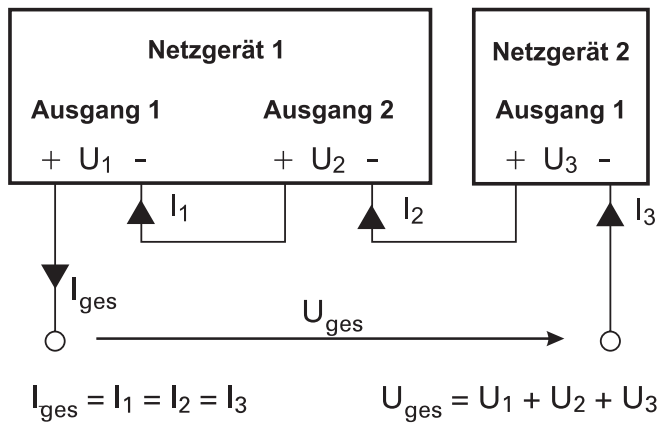 Netzgerät 1
Netzgerät 2
Ausgang 1
Ausgang 2
Ausgang 1
+ U1 -
+ U2 -
+ U3 -
I1
I2
I3
Iges
Uges
Iges = I1 = I2 = I3
Uges = U1 + U2 + U3